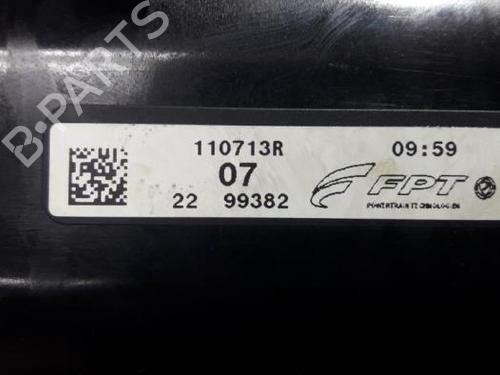 B-PARTS
110713R 09:59
07
FPT
22 99382
POWERTRAIN TECHNOLOGIES